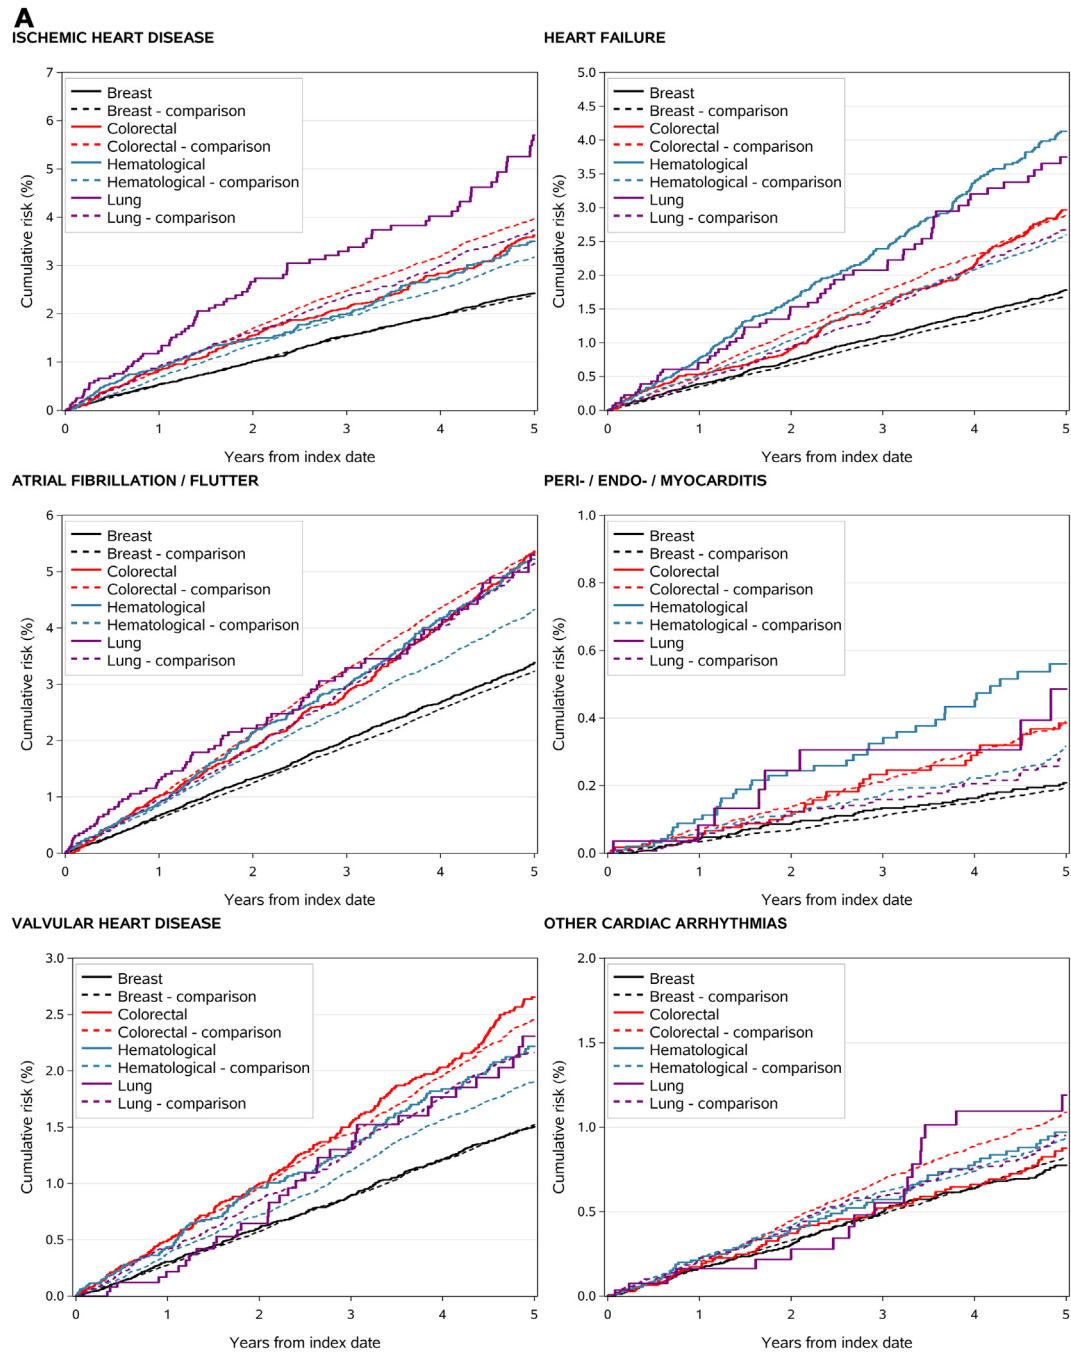 A
ISCHEMIC HEART DISEASE
7
6
5
4
3
2
1
0
Cumulative risk (%)
Breast
Breast - comparison
Colorectal
Colorectal - comparison
Hematological
Hematological - comparison
Lung
Lung - comparison
0 1 2 3 4 5
Years from index date
HEART FAILURE
5.0
4.5
4.0
3.5
3.0
2.5
2.0
1.5
1.0
0.5
0.0
Cumulative risk (%)
Breast
Breast - comparison
Colorectal
Colorectal - comparison
Hematological
Hematological - comparison
Lung
Lung - comparison
0 1 2 3 4 5
Years from index date
ATRIAL FIBRILLATION / FLUTTER
6
5
4
3
2
1
0
Cumulative risk (%)
Breast
Breast - comparison
Colorectal
Colorectal - comparison
Hematological
Hematological - comparison
Lung
Lung - comparison
0 1 2 3 4 5
Years from index date
PERI- / ENDO- / MYOCARDITIS
1.0
0.8
0.6
0.4
0.2
0.0
Cumulative risk (%)
Breast
Breast - comparison
Colorectal
Colorectal - comparison
Hematological
Hematological - comparison
Lung
Lung - comparison
0 1 2 3 4 5
Years from index date
VALVULAR HEART DISEASE
3.0
2.5
2.0
1.5
1.0
0.5
0.0
Cumulative risk (%)
Breast
Breast - comparison
Colorectal
Colorectal - comparison
Hematological
Hematological - comparison
Lung
Lung - comparison
0 1 2 3 4 5
Years from index date
OTHER CARDIAC ARRHYTHMIAS
2.0
1.5
1.0
0.5
0.0
Cumulative risk (%)
Breast
Breast - comparison
Colorectal
Colorectal - comparison
Hematological
Hematological - comparison
Lung
Lung - comparison
0 1 2 3 4 5
Years from index date